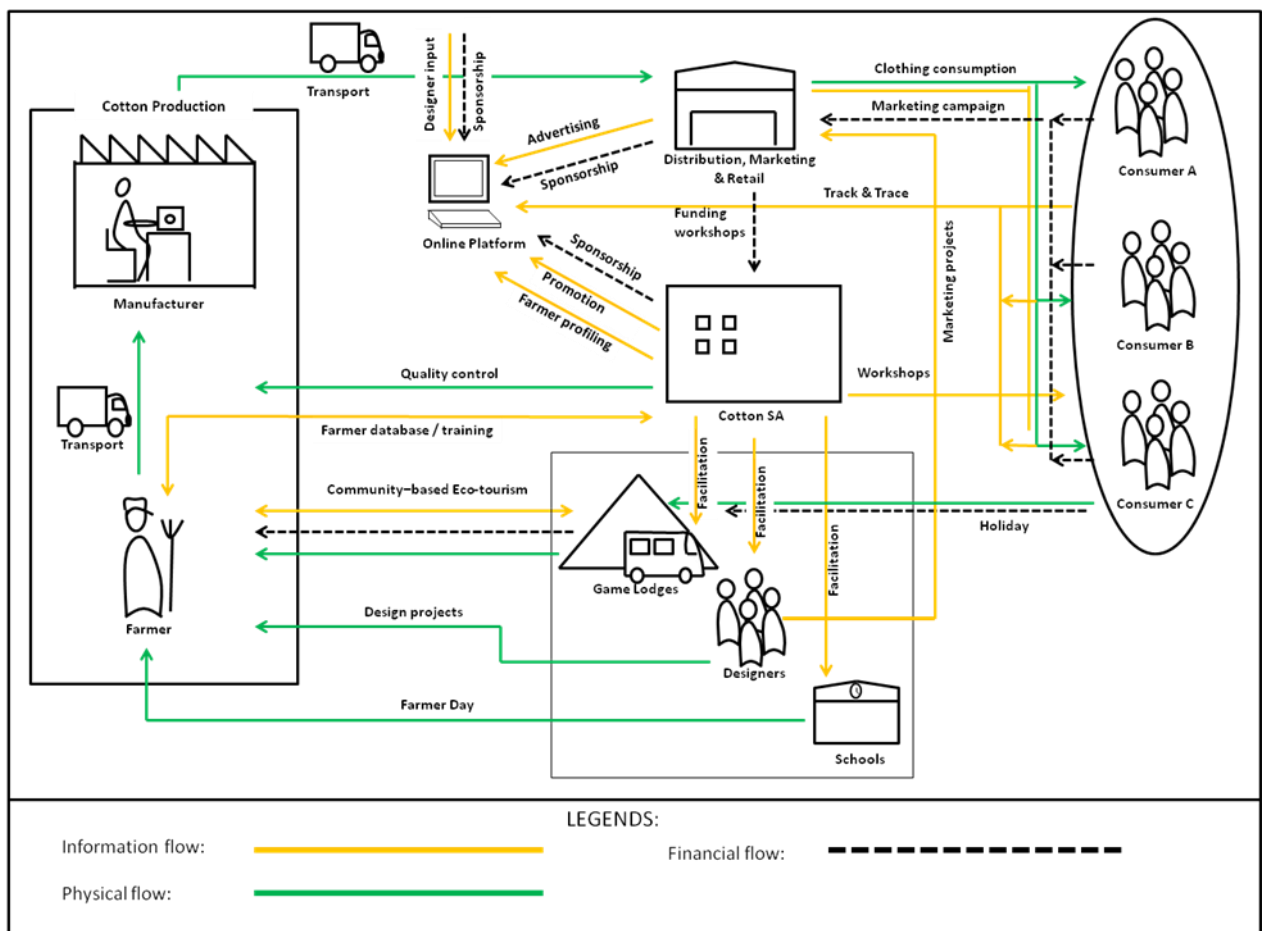 Cotton Production
Transport
Designer input
Sponsorship
Clothing consumption
Marketing campaign
Advertising
Sponsorship
Distribution, Marketing
& Retail
Consumer A
Track & Trace
Online Platform
Funding
workshops
Sponsorship
Promotion
Farmer profiling
Marketing projects
Manufacturer
Consumer B
Quality control
Workshops
Cotton SA
Transport
Farmer database / training
Facilitation
Facilitation
Facilitation
Community–based Eco-tourism
Consumer C
Holiday
Game Lodges
Farmer
Design projects
Designers
Farmer Day
Schools
LEGENDS:
Information flow:
Financial flow:
Physical flow: